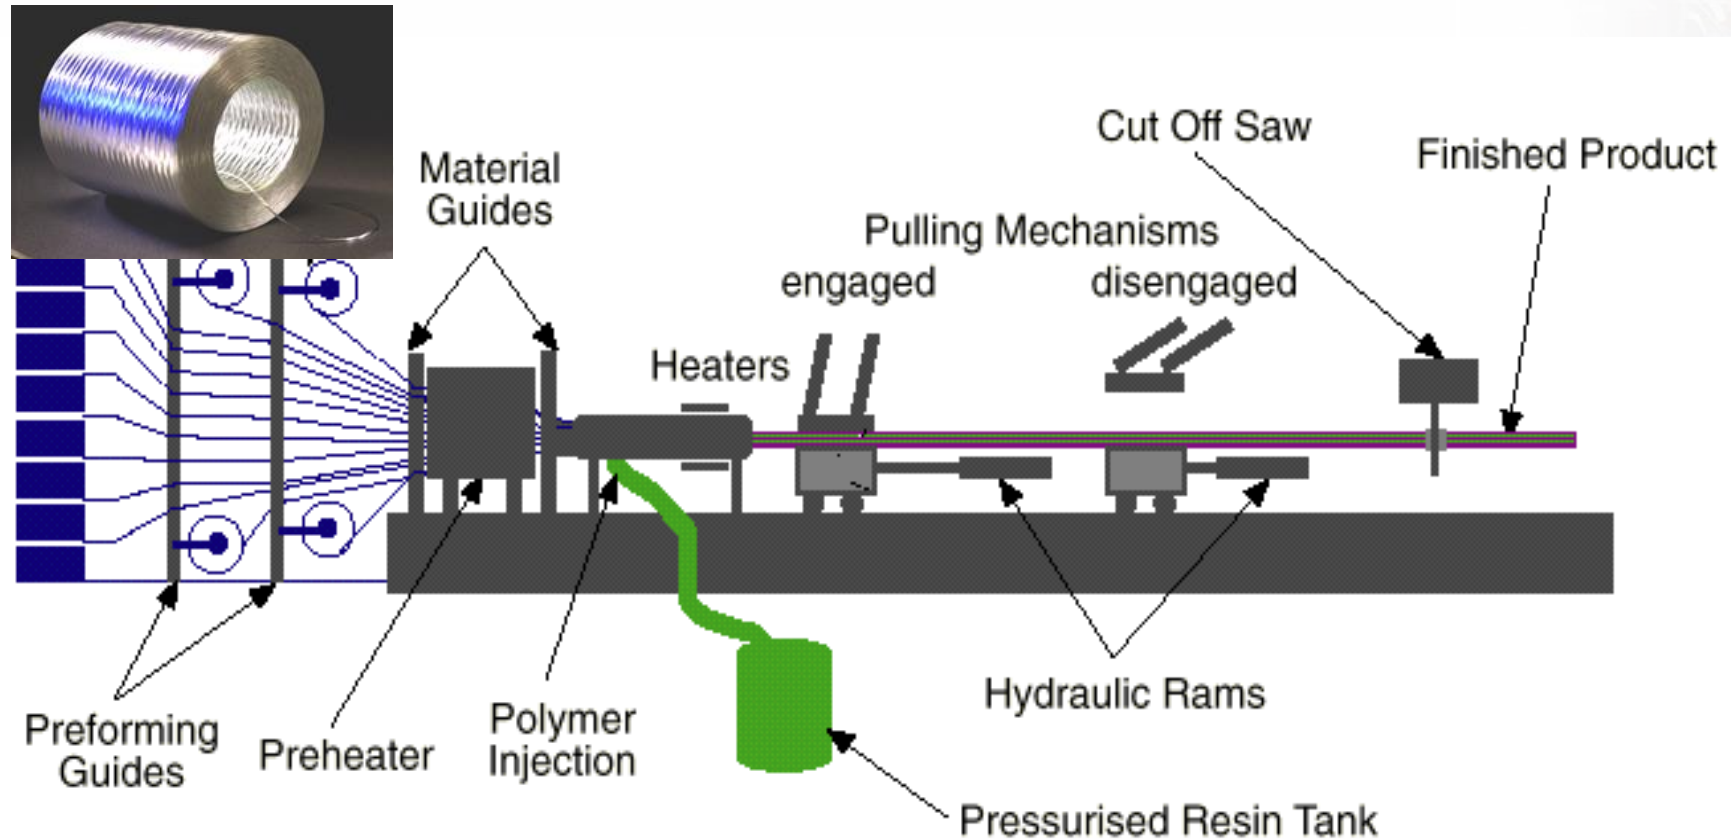 Cut Off Saw
Finished Product
Material
Guides
Pulling Mechanisms
engaged
disengaged
Heaters
Preforming
Guides
Preheater
Polymer
Injection
Hydraulic Rams
Pressurised Resin Tank